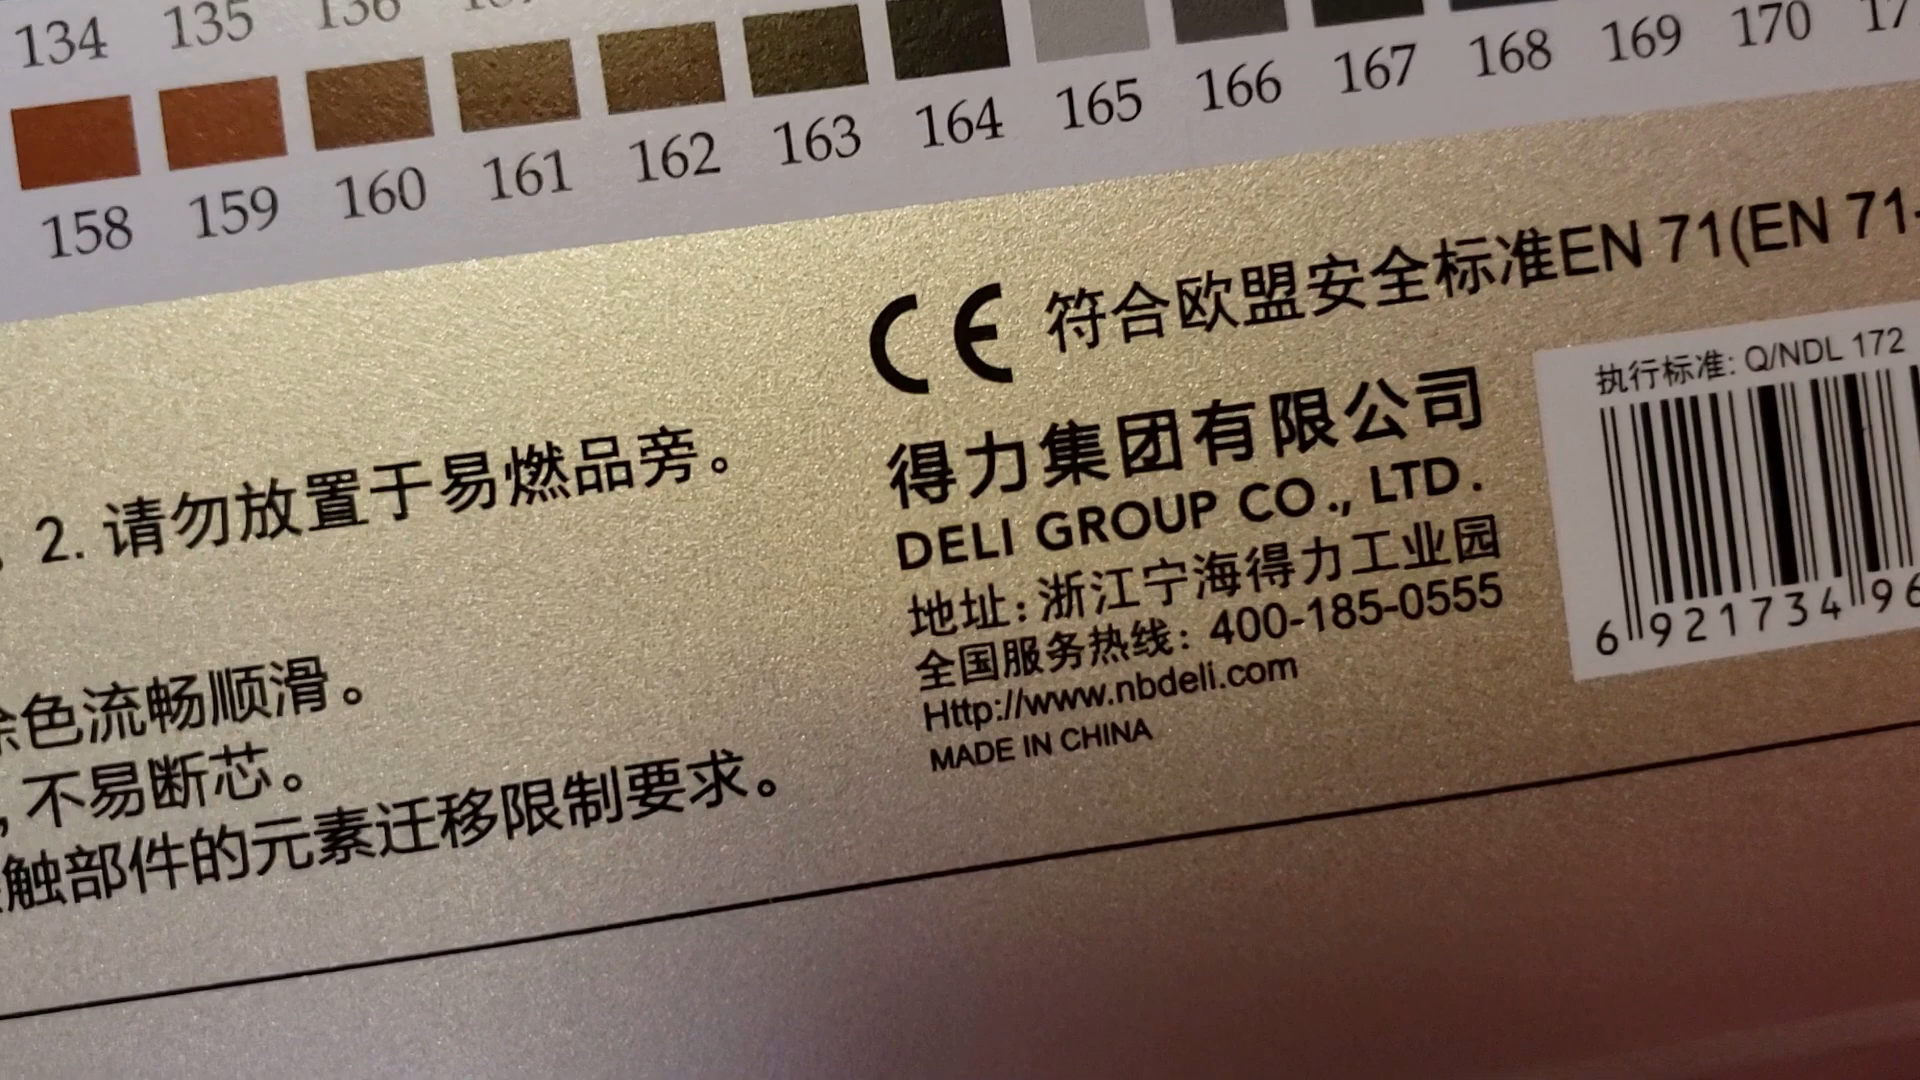 134 135 136
158 159 160 161 162 163 164 165 166 167 168 169 170
CE 符合欧盟安全标准EN 71(EN 71-
执行标准: Q/NDL 172
2. 请勿放置于易燃品旁。
得力集团有限公司
DELI GROUP CO., LTD.
地址: 浙江宁海得力工业园
全国服务热线: 400-185-0555
Http://www.nbdeli.com
MADE IN CHINA
6 921734 96
色流畅顺滑。
, 不易断芯。
触部件的元素迁移限制要求。